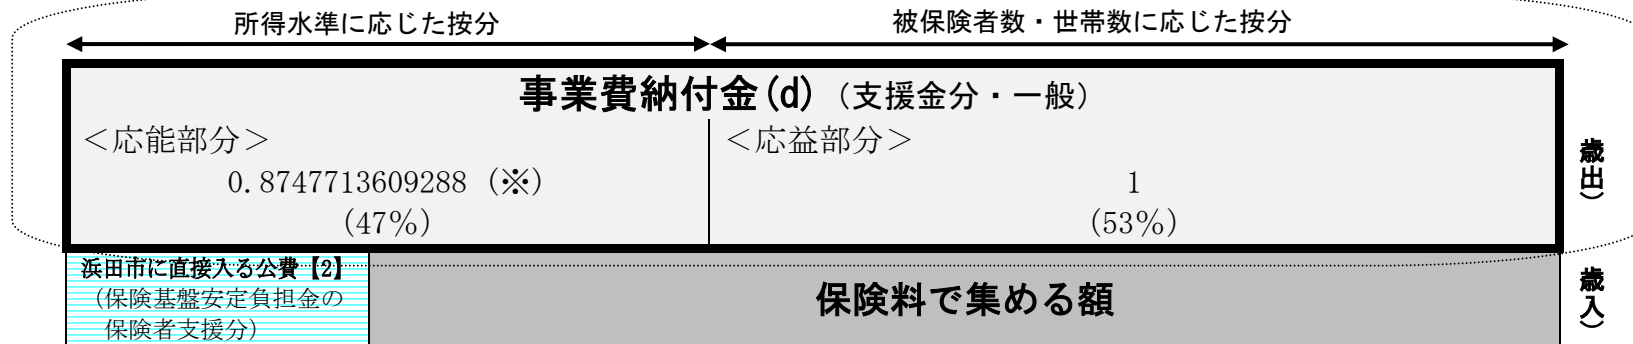 所得水準に応じた按分
被保険者数・世帯数に応じた按分
事業費納付金(d)（支援金分・一般）
＜応能部分＞
0.8747713609288（※）
(47%)
＜応益部分＞
1
(53%)
歳出）
浜田市に直接入る公費【2】
（保険基盤安定負担金の
保険者支援分）
保険料で集める額
歳入）